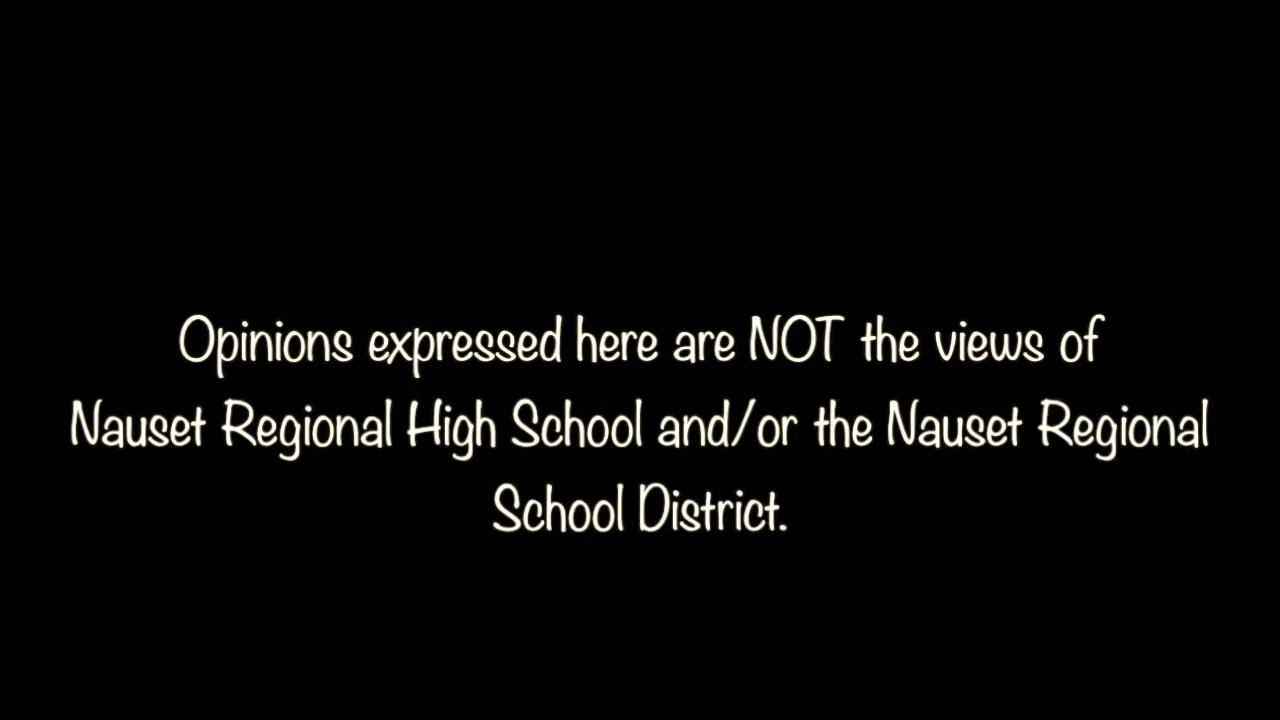 Opinions expressed here are NOT the views of
Nauset Regional High School and/or the Nauset Regional
School District.